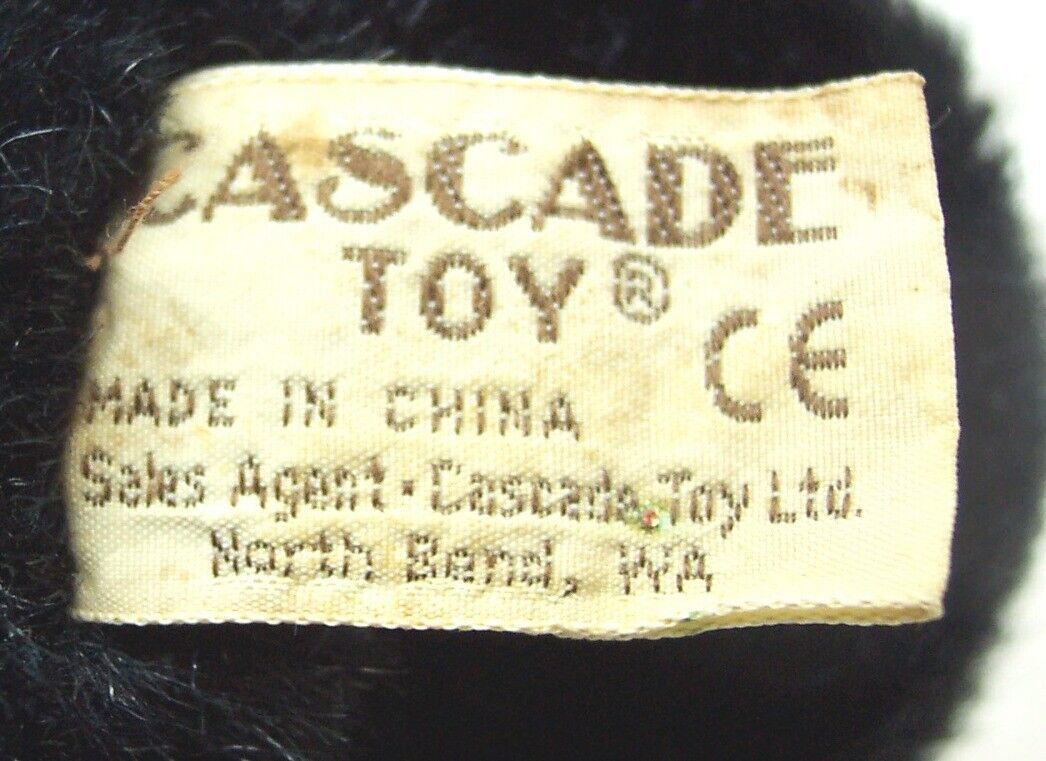 CASCADE
TOY®
CE
MADE IN CHINA
Sales Agent · Cascade Toy Ltd.
North Bend, WA